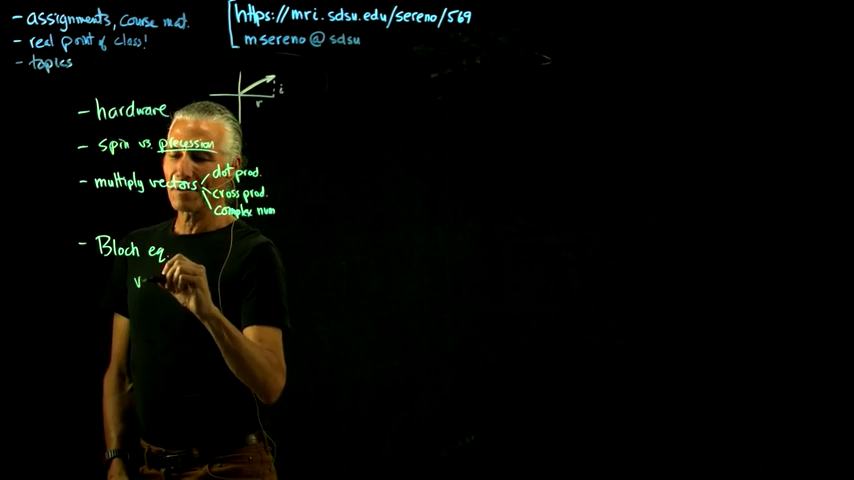 - assignments, course mat.
- real point of class!
- topics
https://mri.sdsu.edu/sereno/569
msereno@sdsu
i
r
- hardware
- spin vs. precession
- multiply vectors
dot prod.
cross prod.
complex num
- Bloch eq.
v